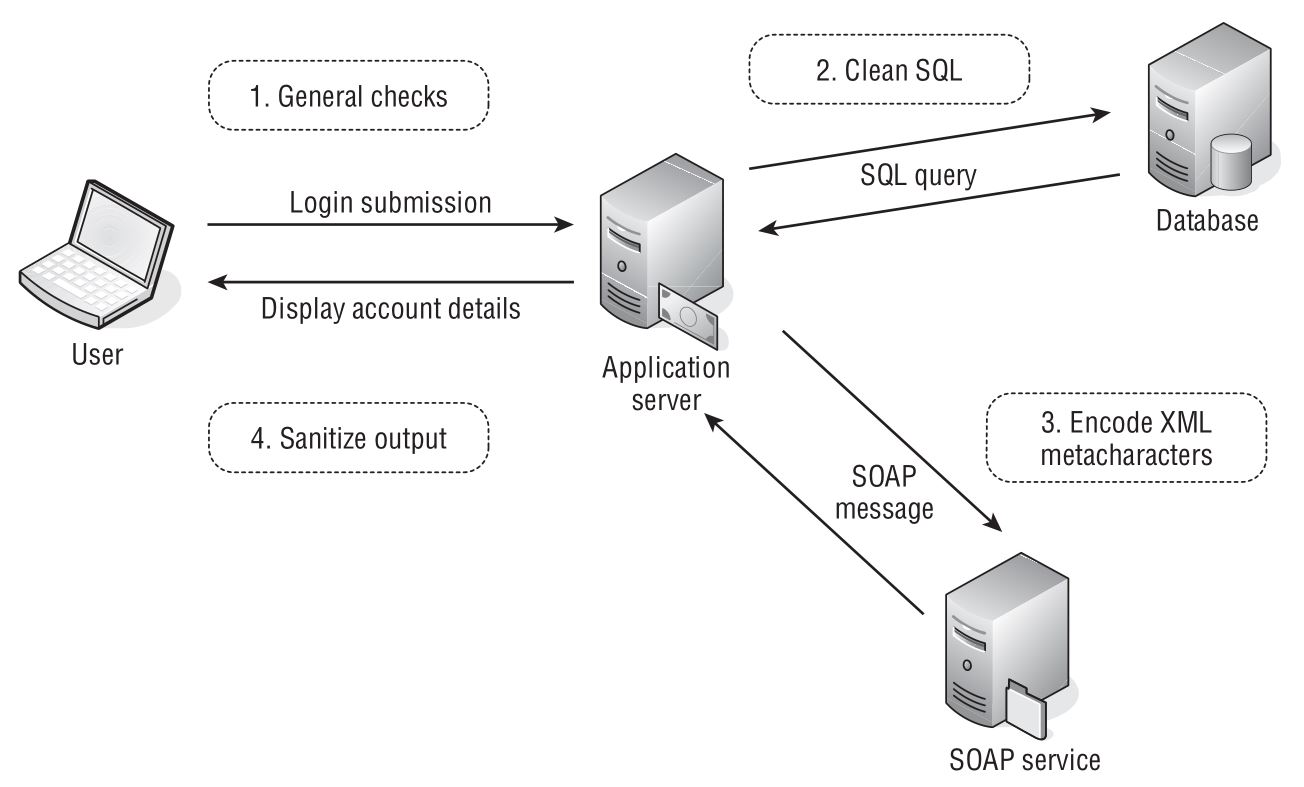 1. General checks
2. Clean SQL
Login submission
SQL query
Database
Display account details
User
Application
server
4. Sanitize output
3. Encode XML
metacharacters
SOAP
message
SOAP service